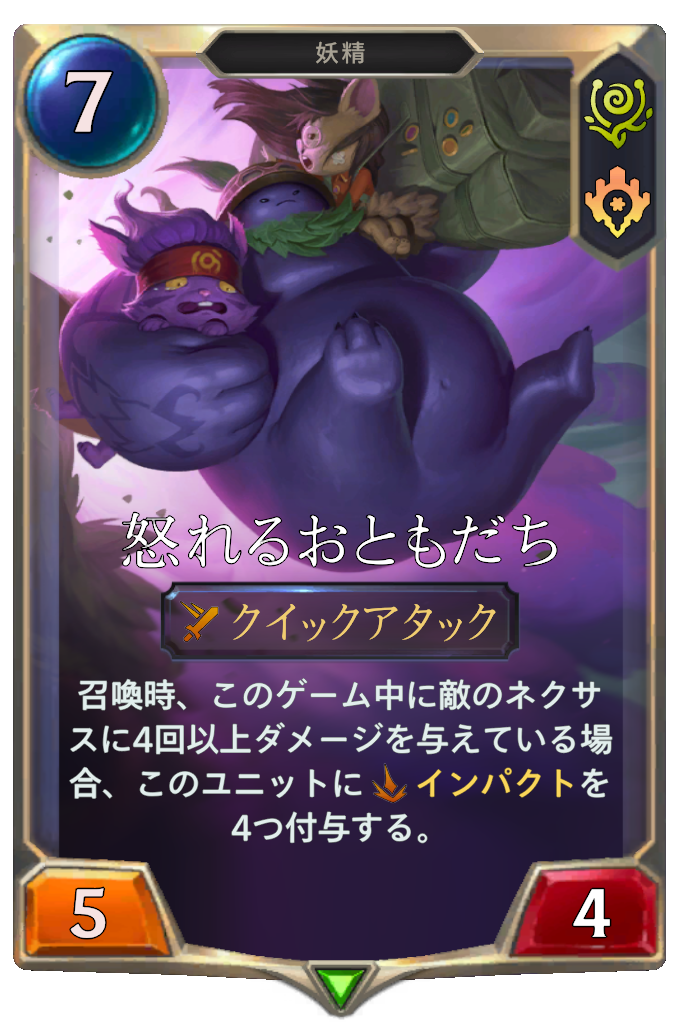 7
妖精
怒れるおともだち
クイックアタック
召喚時、このゲーム中に敵のネクサ
スに4回以上ダメージを与えている場
合、このユニットに インパクトを
4つ付与する。
5
4